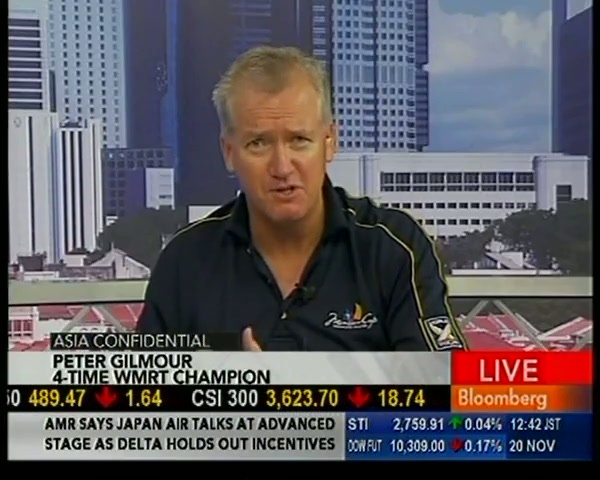 ASIA CONFIDENTIAL
PETER GILMOUR
4-TIME WMRT CHAMPION
LIVE
Bloomberg
0 489.47 1.64 CSI 300 3,623.70 18.74
AMR SAYS JAPAN AIR TALKS AT ADVANCED
STAGE AS DELTA HOLDS OUT INCENTIVES
STI 2,759.91 0.04% 12:42 JST
DOW FUT 10,309.00 0.17% 20 NOV